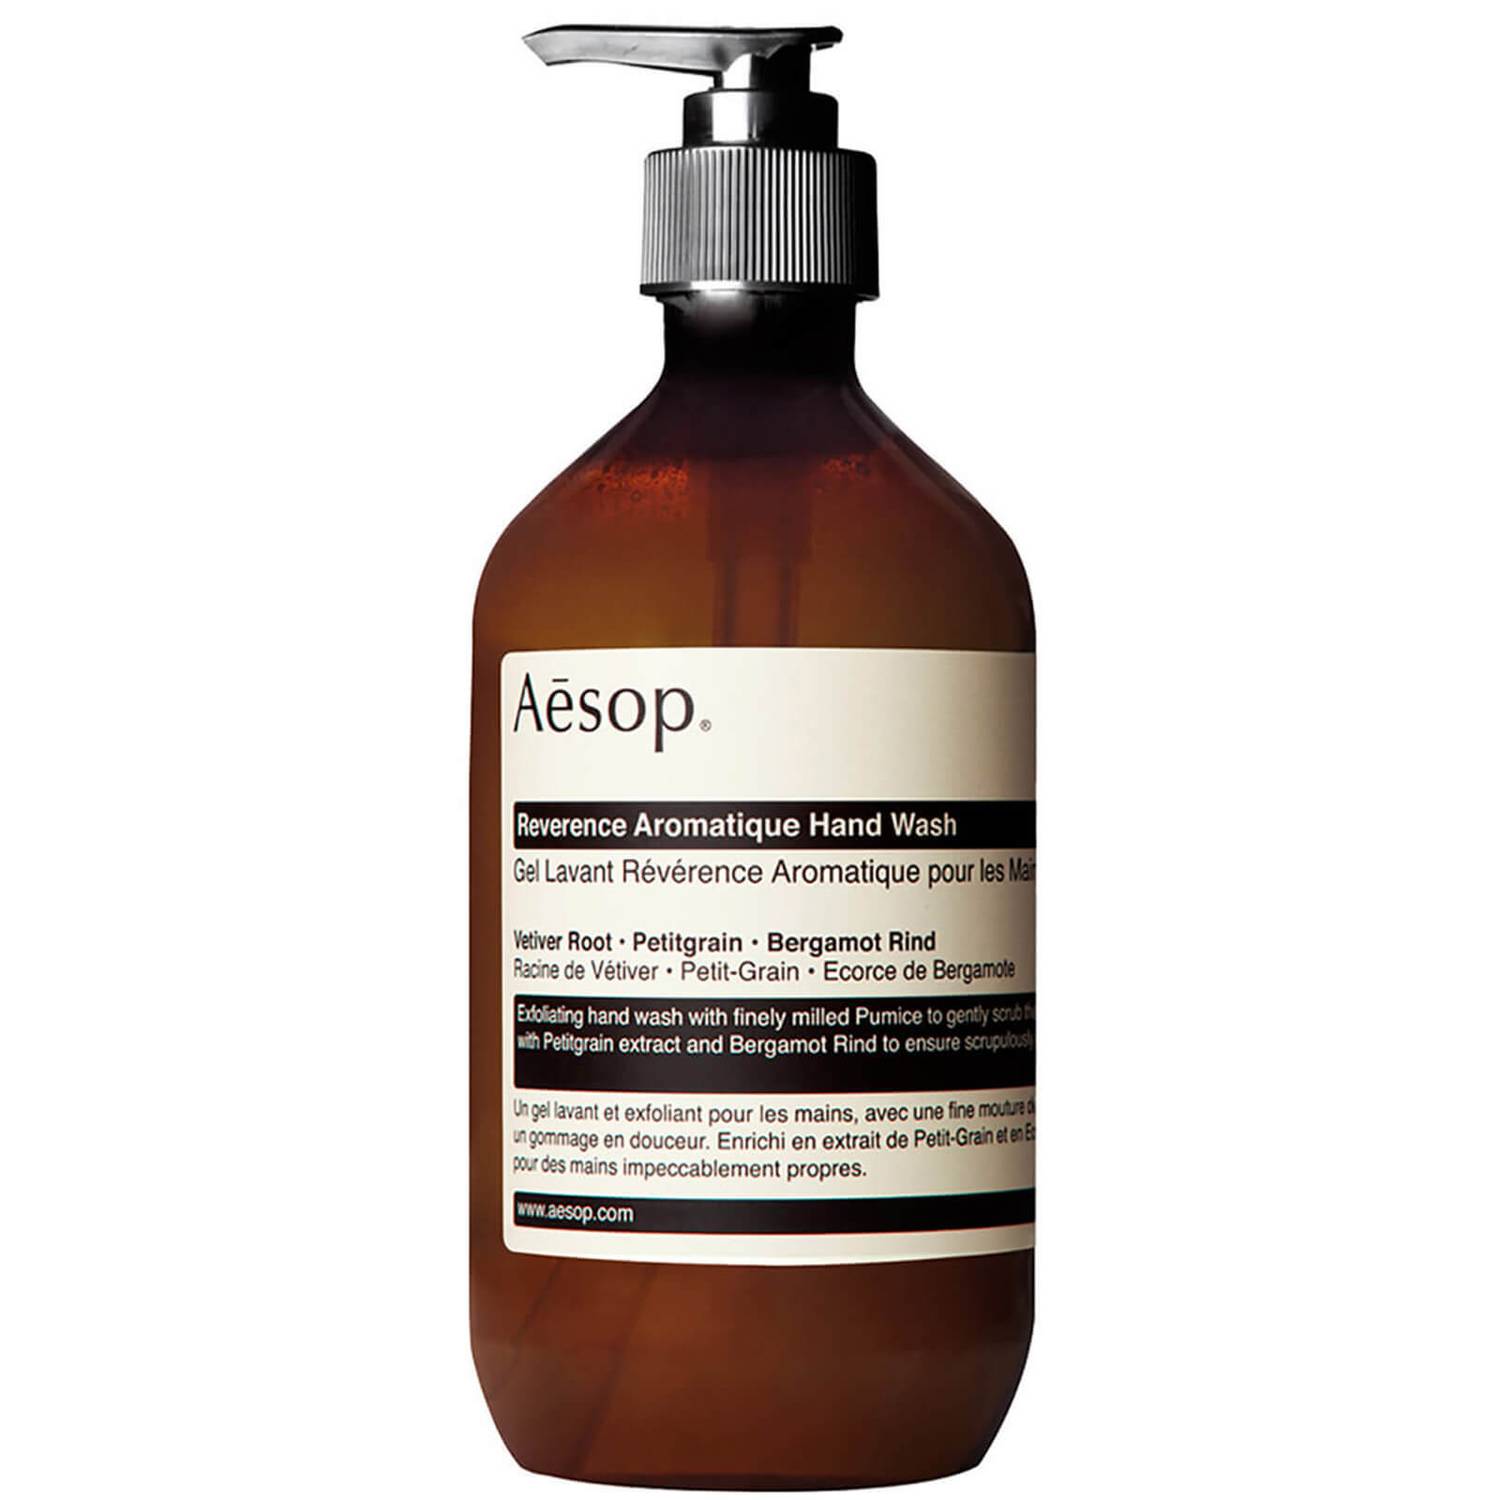 Aēsop.®
Reverence Aromatique Hand Wash
Gel Lavant Révérence Aromatique pour les
Vetiver Root • Petitgrain • Bergamot Rind
Racine de Vétiver • Petit-Grain • Ecorce de Bergamote
Exfoliating hand wash with finely milled Pumice to gently scrub
with Petitgrain extract and Bergamot Rind to ensure scrupulously
Un gel lavant et exfoliant pour les mains, avec une fine mouture
un gommage en douceur. Enrichi en extrait de Petit-Grain et en
pour des mains impeccablement propres.
www.aesop.com